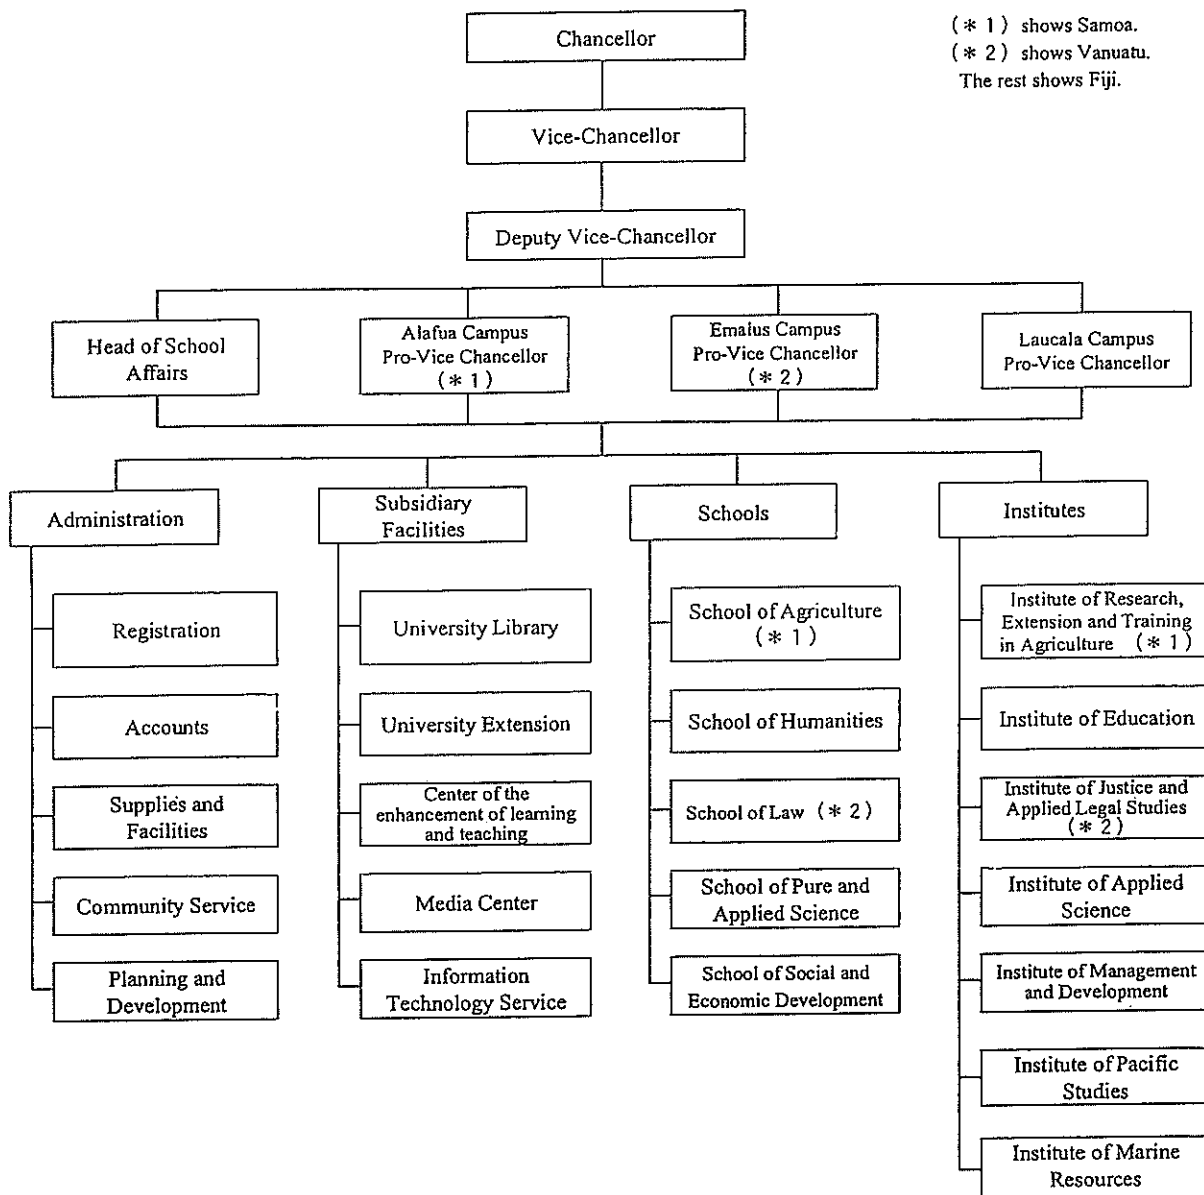 (* 1) shows Samoa.
(* 2) shows Vanuatu.
The rest shows Fiji.
Chancellor
Vice-Chancellor
Deputy Vice-Chancellor
Head of School
Affairs
Alafua Campus
Pro-Vice Chancellor
(* 1)
Emalus Campus
Pro-Vice Chancellor
(* 2)
Laucala Campus
Pro-Vice Chancellor
Administration
Subsidiary
Facilities
Schools
Institutes
Registration
Accounts
Supplies and
Facilities
Community Service
Planning and
Development
University Library
University Extension
Center of the
enhancement of learning
and teaching
Media Center
Information
Technology Service
School of Agriculture
(* 1)
School of Humanities
School of Law (* 2)
School of Pure and
Applied Science
School of Social and
Economic Development
Institute of Research,
Extension and Training
in Agriculture (* 1)
Institute of Education
Institute of Justice and
Applied Legal Studies
(* 2)
Institute of Applied
Science
Institute of Management
and Development
Institute of Pacific
Studies
Institute of Marine
Resources